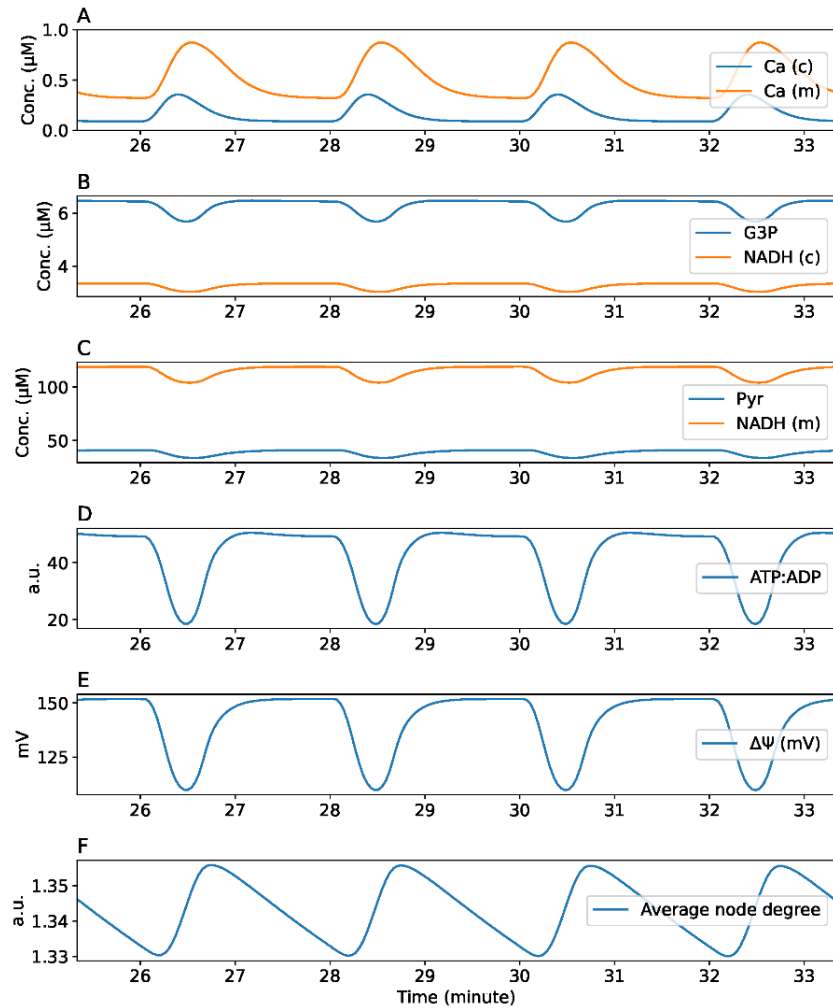 A
Conc. (μM)
1.0
0.5
0.0
Ca (c)
Ca (m)
26 27 28 29 30 31 32 33
B
Conc. (μM)
6
4
G3P
NADH (c)
26 27 28 29 30 31 32 33
C
Conc. (μM)
100
50
Pyr
NADH (m)
26 27 28 29 30 31 32 33
D
a.u.
40
20
ATP:ADP
26 27 28 29 30 31 32 33
E
mV
150
125
ΔΨ (mV)
26 27 28 29 30 31 32 33
F
a.u.
1.35
1.34
1.33
Average node degree
26 27 28 29 30 31 32 33
Time (minute)